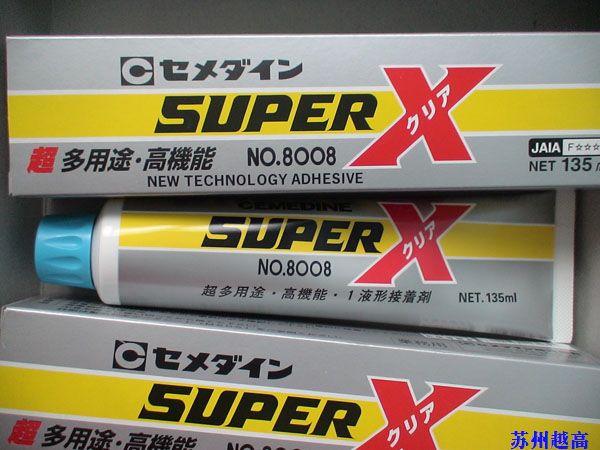 セメダイン
SUPER X
クリア
超 多用途・高機能 NO.8008
NEW TECHNOLOGY ADHESIVE
JAIA F☆☆☆
NET 135
CEMEDINE
SUPER X
クリア
NO.8008
超多用途・高機能・1液形接着剤
NET.135ml
業務用
セメダイン
SUPER X
クリア
超 多用途・高機能
苏州越高